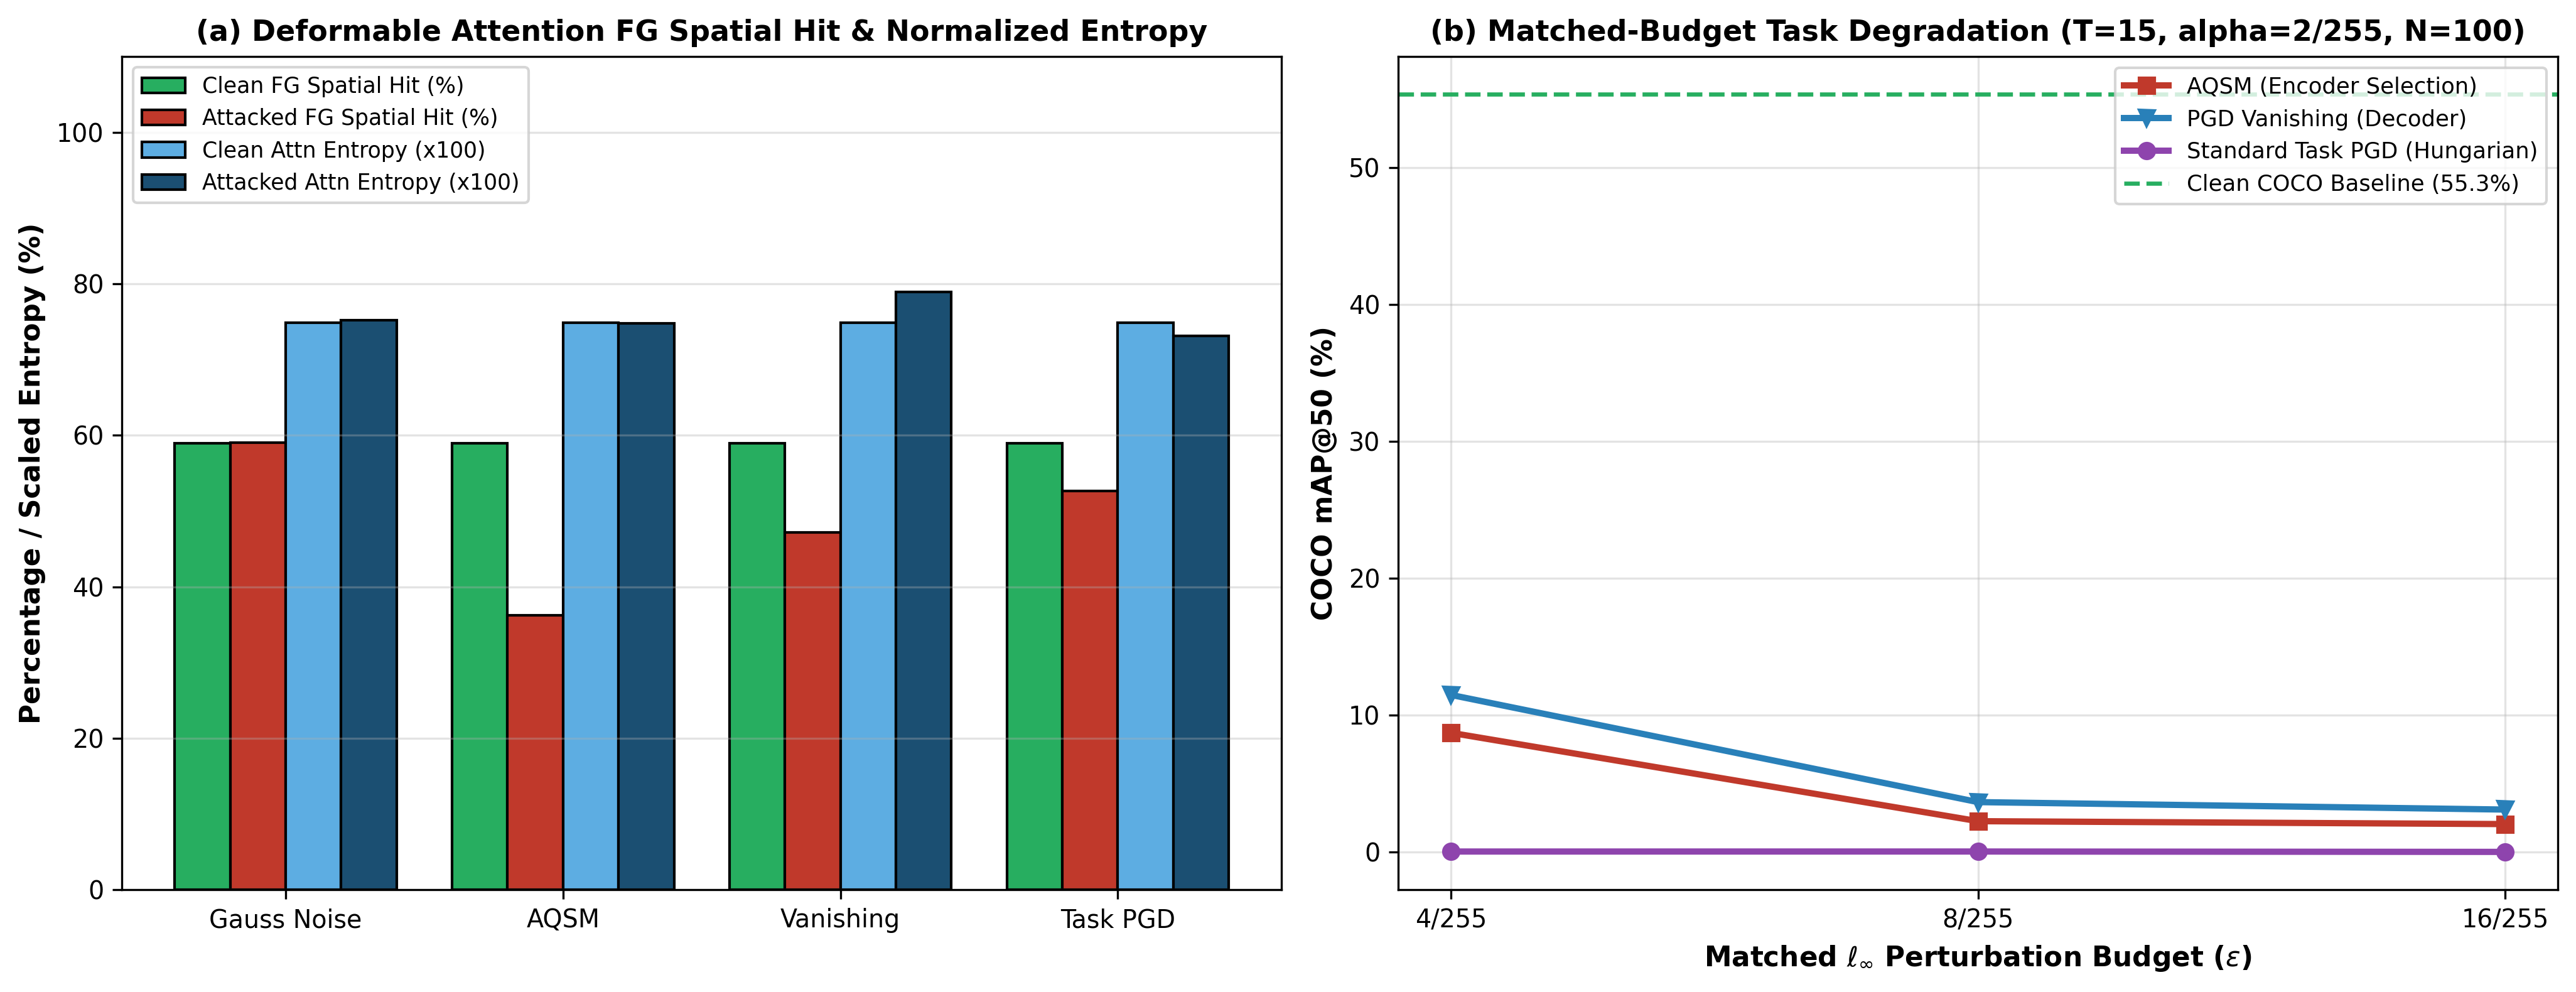 (a) Deformable Attention FG Spatial Hit & Normalized Entropy
Clean FG Spatial Hit (%)
Attacked FG Spatial Hit (%)
Clean Attn Entropy (x100)
Attacked Attn Entropy (x100)
Percentage / Scaled Entropy (%)
100
80
60
40
20
0
Gauss Noise
AQSM
Vanishing
Task PGD
(b) Matched-Budget Task Degradation (T=15, alpha=2/255, N=100)
AQSM (Encoder Selection)
PGD Vanishing (Decoder)
Standard Task PGD (Hungarian)
Clean COCO Baseline (55.3%)
COCO mAP@50 (%)
50
40
30
20
10
0
4/255
8/255
16/255
Matched ℓ∞ Perturbation Budget (ε)